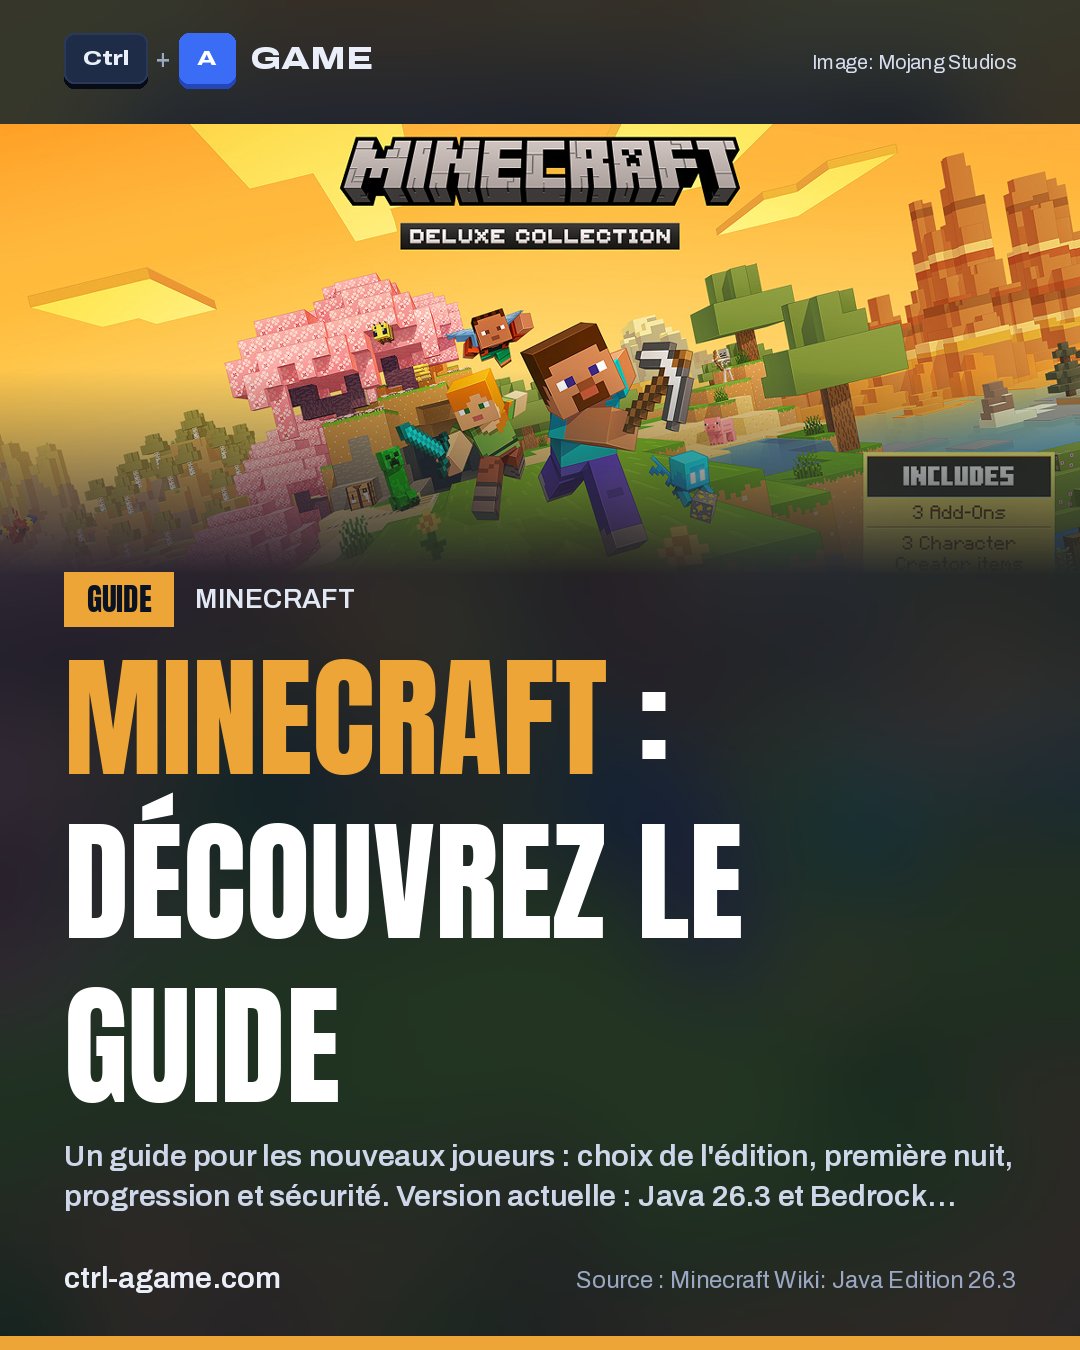 Ctrl + A GAME
Image: Mojang Studios
MINECRAFT
DELUXE COLLECTION
INCLUDES
3 Add-Ons
3 Character
Creator items
GUIDE MINECRAFT
MINECRAFT :
DÉCOUVREZ LE
GUIDE
Un guide pour les nouveaux joueurs : choix de l'édition, première nuit,
progression et sécurité. Version actuelle : Java 26.3 et Bedrock...
ctrl-agame.com
Source : Minecraft Wiki: Java Edition 26.3